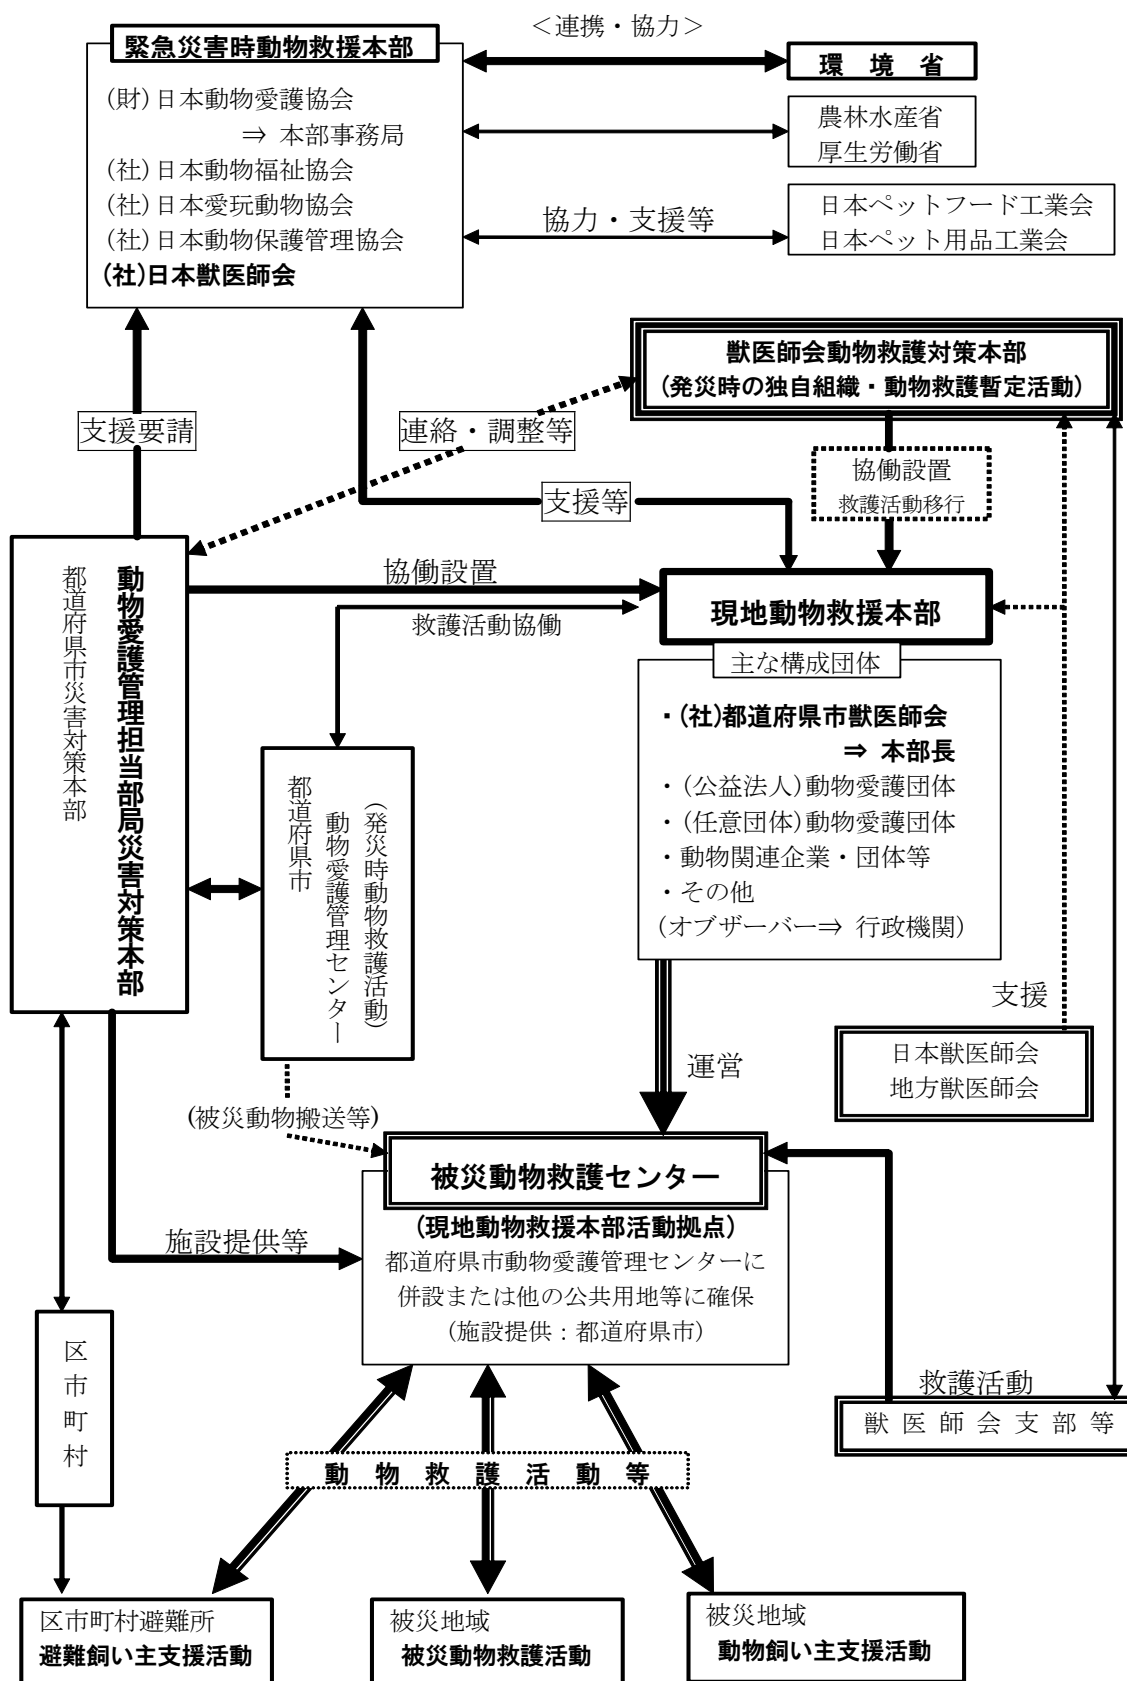 ＜連携・協力＞
緊急災害時動物救援本部
(財)日本動物愛護協会
⇒ 本部事務局
(社)日本動物福祉協会
(社)日本愛玩動物協会
(社)日本動物保護管理協会
(社)日本獣医師会
環 境 省
農林水産省
厚生労働省
協力・支援等
日本ペットフード工業会
日本ペット用品工業会
獣医師会動物救護対策本部
(発災時の独自組織・動物救護暫定活動)
支援要請
連絡・調整等
協働設置
救護活動移行
支援等
都道府県市災害対策本部
動物愛護管理担当部局災害対策本部
協働設置
救護活動協働
現地動物救援本部
主な構成団体
・(社)都道府県市獣医師会
⇒ 本部長
・(公益法人)動物愛護団体
・(任意団体)動物愛護団体
・動物関連企業・団体等
・その他
(オブザーバー⇒ 行政機関)
都道府県市
動物愛護管理センター
(発災時動物救護活動)
支援
日本獣医師会
地方獣医師会
運営
(被災動物搬送等)
被災動物救護センター
(現地動物救援本部活動拠点)
都道府県市動物愛護管理センターに
併設または他の公共用地等に確保
(施設提供：都道府県市)
施設提供等
区市町村
救護活動
獣 医 師 会 支 部 等
動 物 救 護 活 動 等
区市町村避難所
避難飼い主支援活動
被災地域
被災動物救護活動
被災地域
動物飼い主支援活動